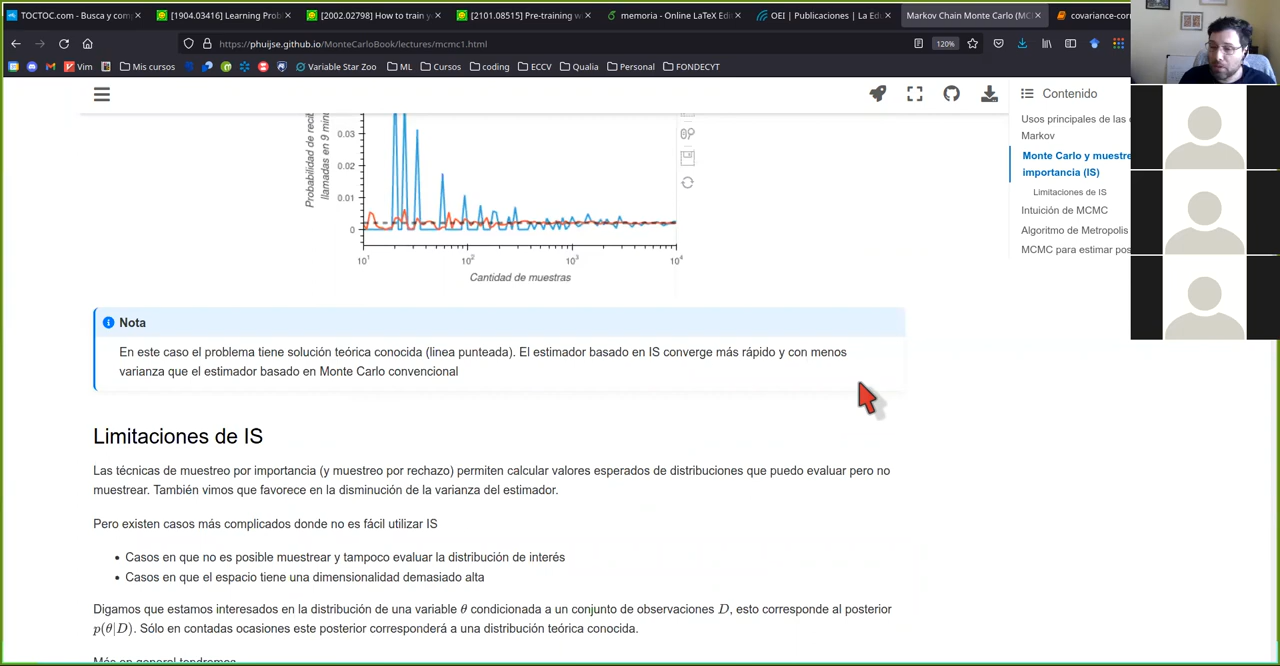 TOCTOC.com - Busca y comp
[1904.03416] Learning Prob
[2002.02798] How to train y
[2101.08515] Pre-training w
memoria - Online LaTeX Edit
OEI | Publicaciones | La Ed
Markov Chain Monte Carlo (MC
covariance-corr
https://phuijse.github.io/MonteCarloBook/lectures/mcmc1.html
120%
Vim
Mis cursos
Variable Star Zoo
ML
Cursos
coding
ECCV
Qualia
Personal
FONDECYT
Contenido
Usos principales de las
Markov
Monte Carlo y muestre
importancia (IS)
Limitaciones de IS
Intuición de MCMC
Algoritmo de Metropolis
MCMC para estimar pos
Probabilidad de recib
llamadas en 9 minu
0.03
0.02
0.01
0
10¹
10²
10³
10⁴
Cantidad de muestras
Nota
En este caso el problema tiene solución teórica conocida (linea punteada). El estimador basado en IS converge más rápido y con menos
varianza que el estimador basado en Monte Carlo convencional
Limitaciones de IS
Las técnicas de muestreo por importancia (y muestreo por rechazo) permiten calcular valores esperados de distribuciones que puedo evaluar pero no
muestrear. También vimos que favorece en la disminución de la varianza del estimador.
Pero existen casos más complicados donde no es fácil utilizar IS
• Casos en que no es posible muestrear y tampoco evaluar la distribución de interés
• Casos en que el espacio tiene una dimensionalidad demasiado alta
Digamos que estamos interesados en la distribución de una variable θ condicionada a un conjunto de observaciones D, esto corresponde al posterior
p(θ|D). Sólo en contadas ocasiones este posterior corresponderá a una distribución teórica conocida.
Más en general tendremos